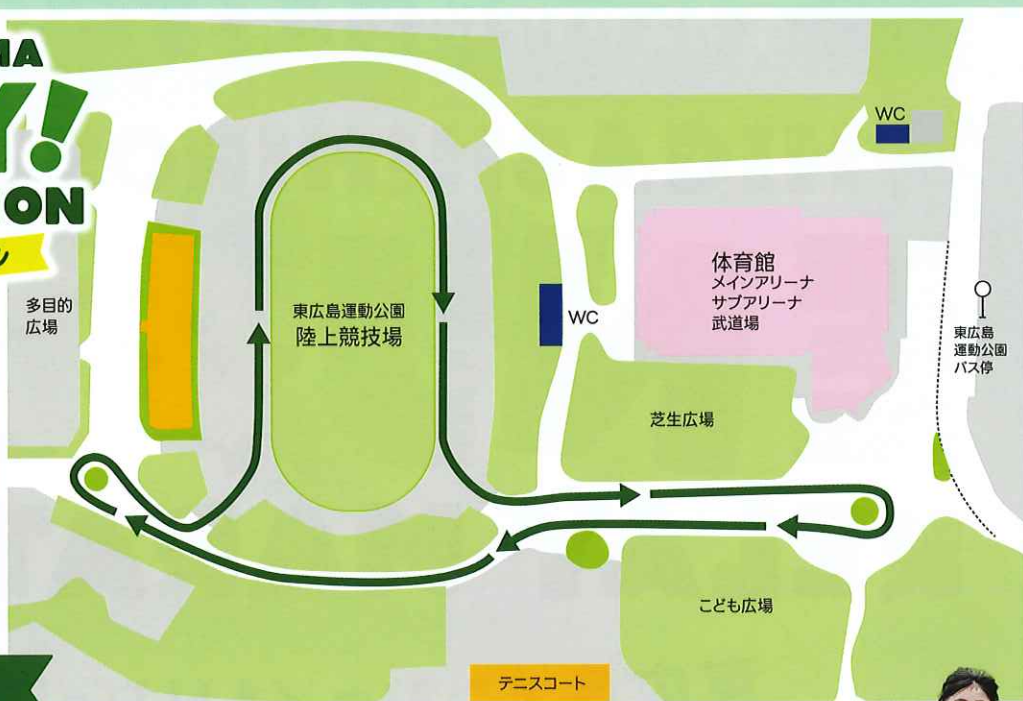 MA
Y!
ON
多目的
広場
東広島運動公園
陸上競技場
WC
WC
体育館
メインアリーナ
サブアリーナ
武道場
東広島
運動公園
バス停
芝生広場
こども広場
テニスコート